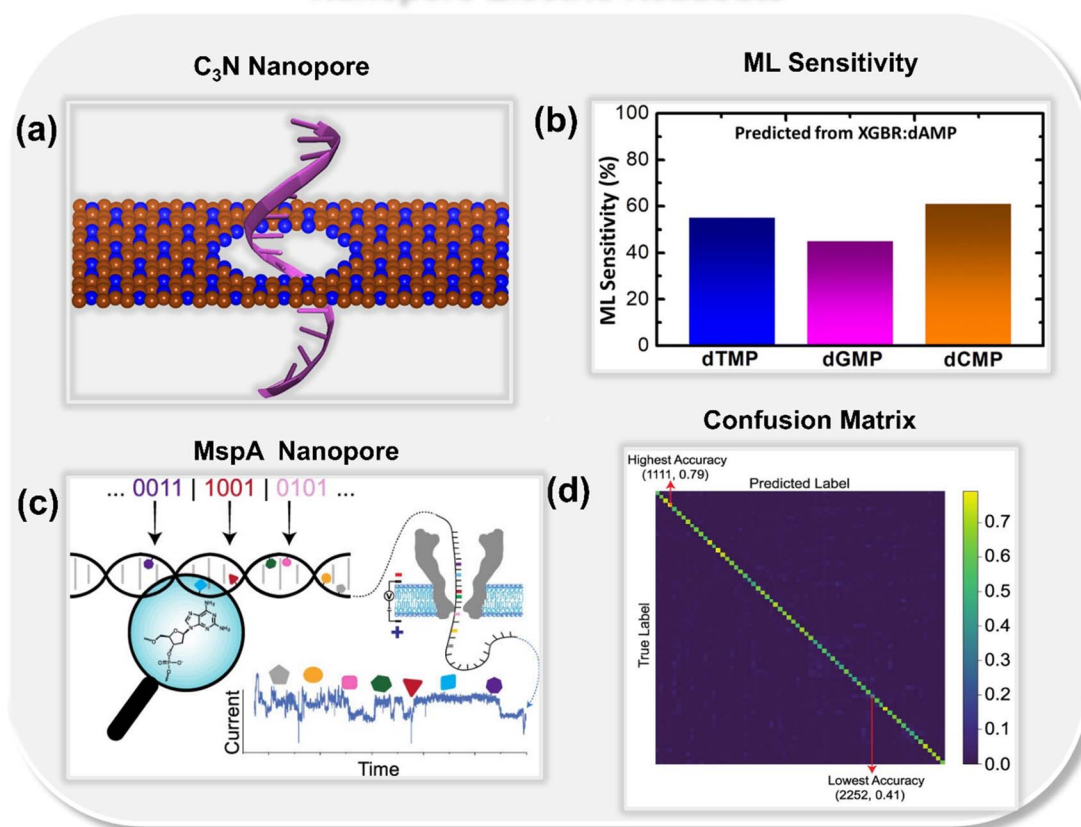 C₃N Nanopore
(a)
ML Sensitivity
(b)
Predicted from XGBR:dAMP
ML Sensitivity (%)
100
80
60
40
20
0
dTMP
dGMP
dCMP
MspA Nanopore
(c)
... 0011 | 1001 | 0101 ...
NH₂
N
N
N
N
NH₂
O
O
O
P
O⁻
O
V
+
Current
Time
Confusion Matrix
(d)
Highest Accuracy
(1111, 0.79)
Predicted Label
True Label
0.7
0.6
0.5
0.4
0.3
0.2
0.1
0.0
Lowest Accuracy
(2252, 0.41)